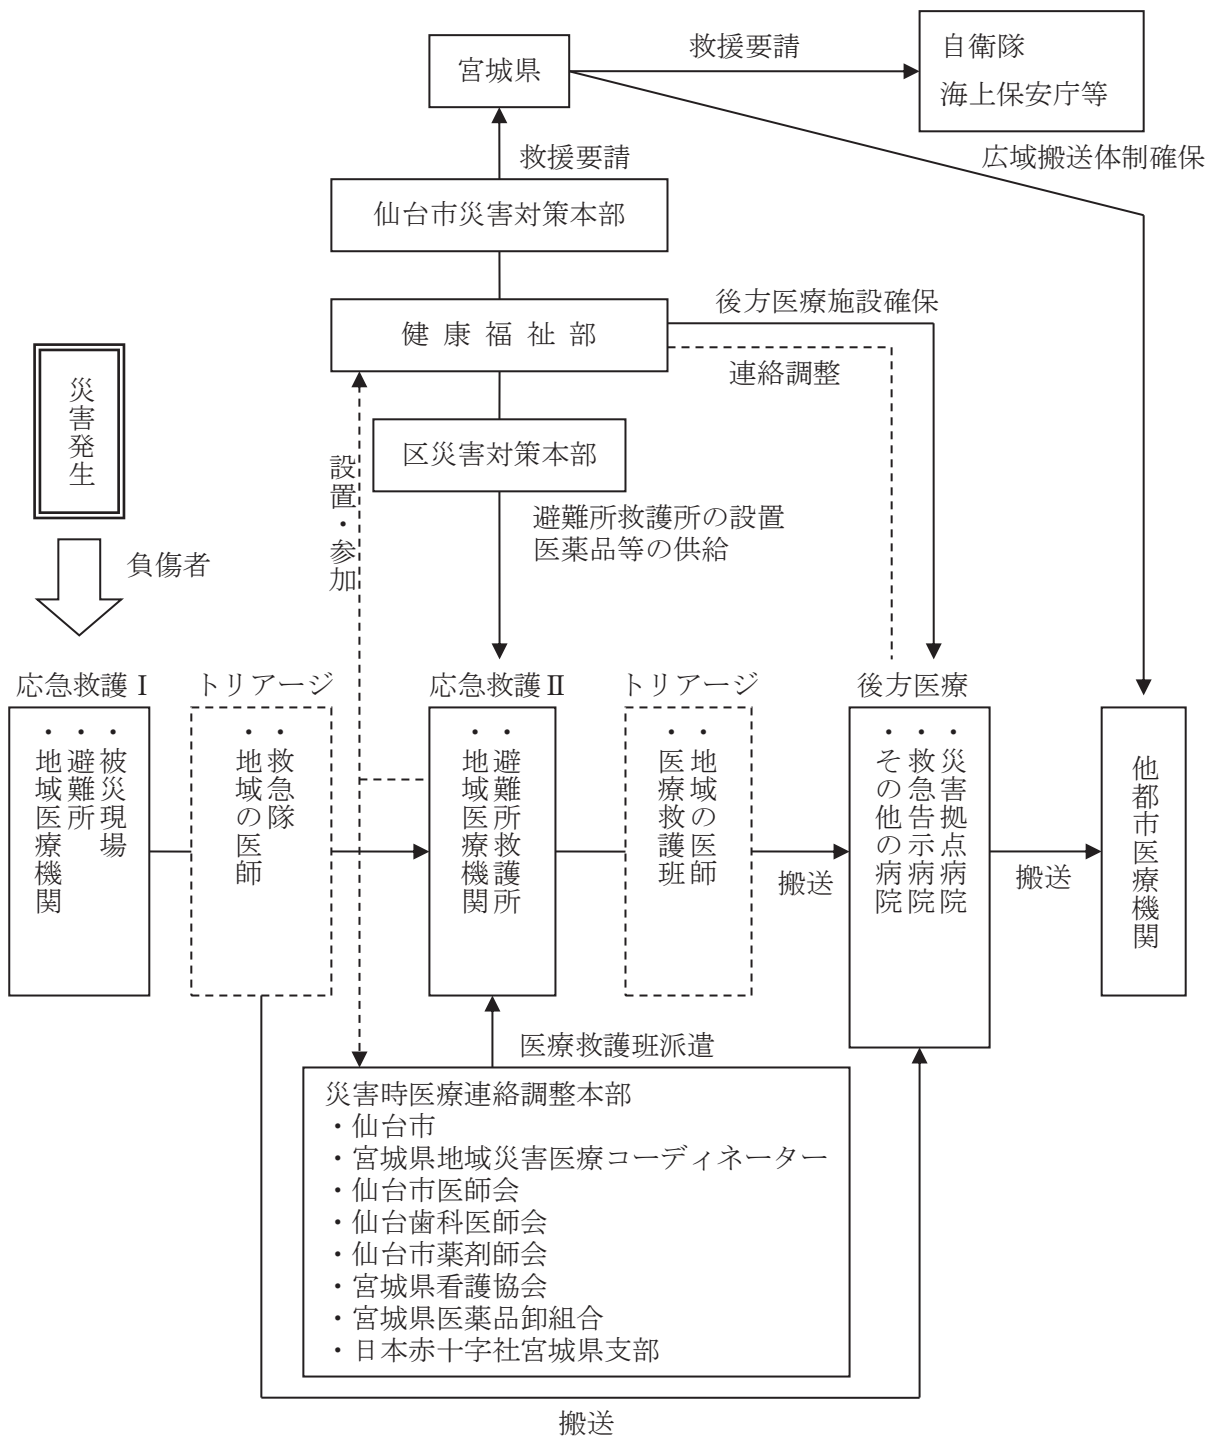 宮城県
救援要請
自衛隊
海上保安庁等
広域搬送体制確保
救援要請
仙台市災害対策本部
後方医療施設確保
健康福祉部
連絡調整
災害発生
区災害対策本部
設置・参加
避難所救護所の設置
医薬品等の供給
負傷者
応急救護Ⅰ
・被災現場
・避難所
・地域医療機関
トリアージ
・救急隊
・地域の医師
応急救護Ⅱ
・避難所救護所
・地域医療機関
トリアージ
・地域の医師
・医療救護班
搬送
後方医療
・災害拠点病院
・救急告示病院
・その他の病院
搬送
他都市医療機関
医療救護班派遣
災害時医療連絡調整本部
・仙台市
・宮城県地域災害医療コーディネーター
・仙台市医師会
・仙台歯科医師会
・仙台市薬剤師会
・宮城県看護協会
・宮城県医薬品卸組合
・日本赤十字社宮城県支部
搬送